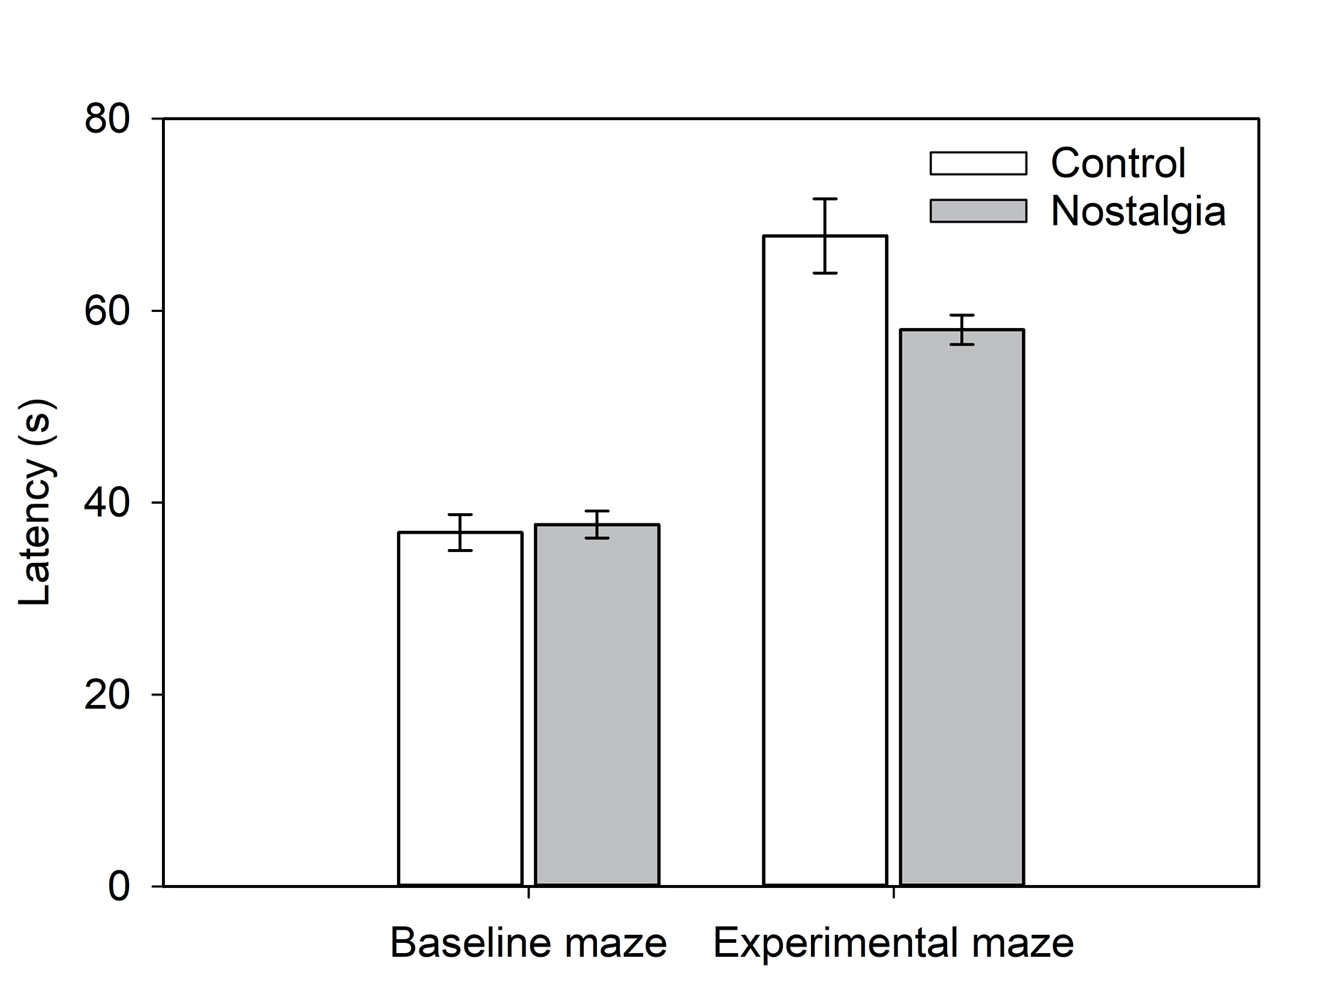 80
Control
Nostalgia
60
40
20
0
Latency (s)
Baseline maze
Experimental maze